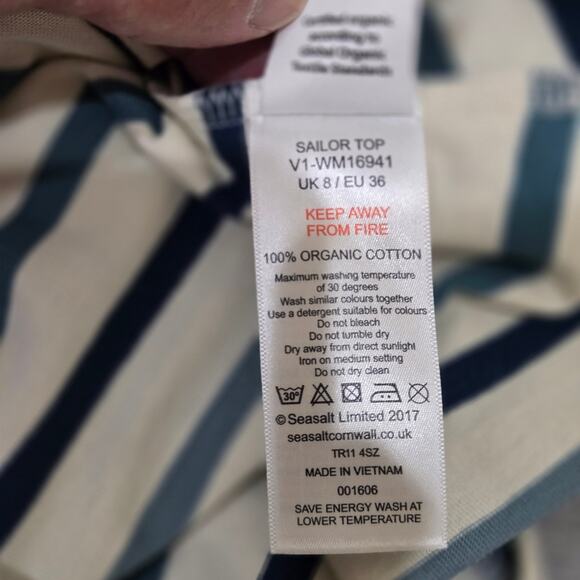 Certified organic
according to
Global Organic
Textile Standards.
SAILOR TOP
V1-WM16941
UK 8 / EU 36
KEEP AWAY
FROM FIRE
100% ORGANIC COTTON
Maximum washing temperature
of 30 degrees
Wash similar colours together
Use a detergent suitable for colours
Do not bleach
Do not tumble dry
Dry away from direct sunlight
Iron on medium setting
Do not dry clean
30°
© Seasalt Limited 2017
seasaltcornwall.co.uk
TR11 4SZ
MADE IN VIETNAM
001606
SAVE ENERGY WASH AT
LOWER TEMPERATURE